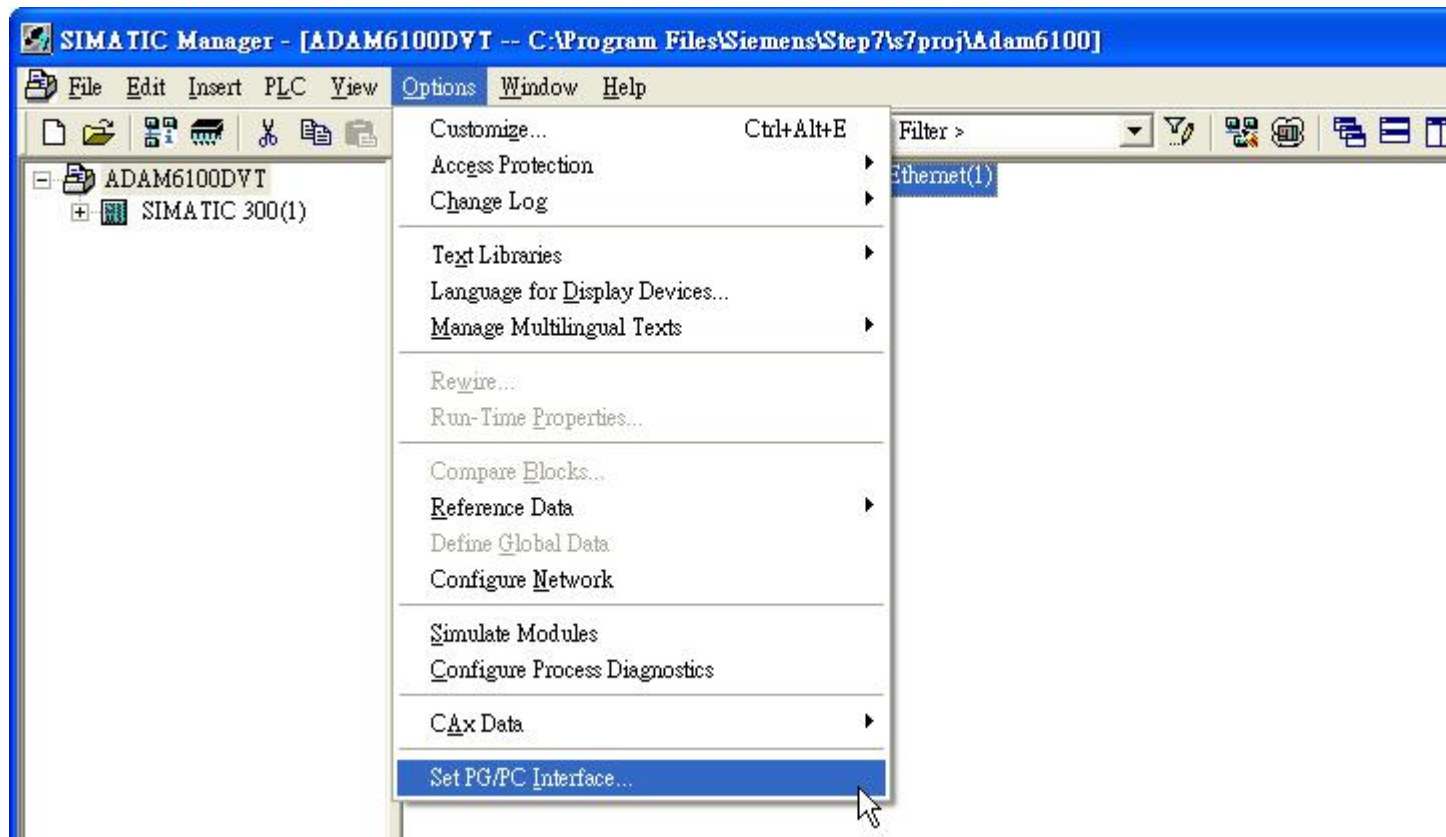 SIMATIC Manager - [ADAM6100DVT -- C:\Program Files\Siemens\Step7\s7proj\Adam6100]
File Edit Insert PLC View Options Window Help
Customize... Ctrl+Alt+E
Filter >
Access Protection
Ethernet(1)
ADAM6100DVT
Change Log
SIMATIC 300(1)
Text Libraries
Language for Display Devices...
Manage Multilingual Texts
Rewire...
Run-Time Properties...
Compare Blocks...
Reference Data
Define Global Data
Configure Network
Simulate Modules
Configure Process Diagnostics
CAx Data
Set PG/PC Interface...